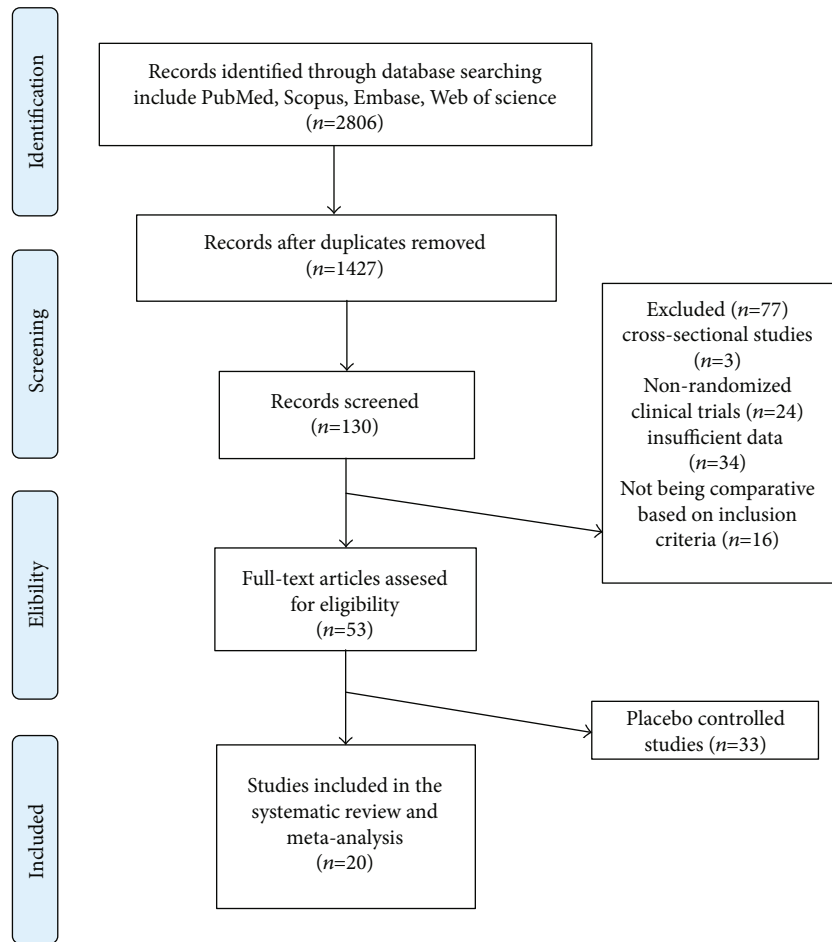 Identification
Records identified through database searching
include PubMed, Scopus, Embase, Web of science
(n=2806)
Records after duplicates removed
(n=1427)
Screening
Records screened
(n=130)
Excluded (n=77)
cross-sectional studies
(n=3)
Non-randomized
clinical trials (n=24)
insufficient data
(n=34)
Not being comparative
based on inclusion
criteria (n=16)
Elibility
Full-text articles assesed
for eligibility
(n=53)
Placebo controlled
studies (n=33)
Included
Studies included in the
systematic review and
meta-analysis
(n=20)